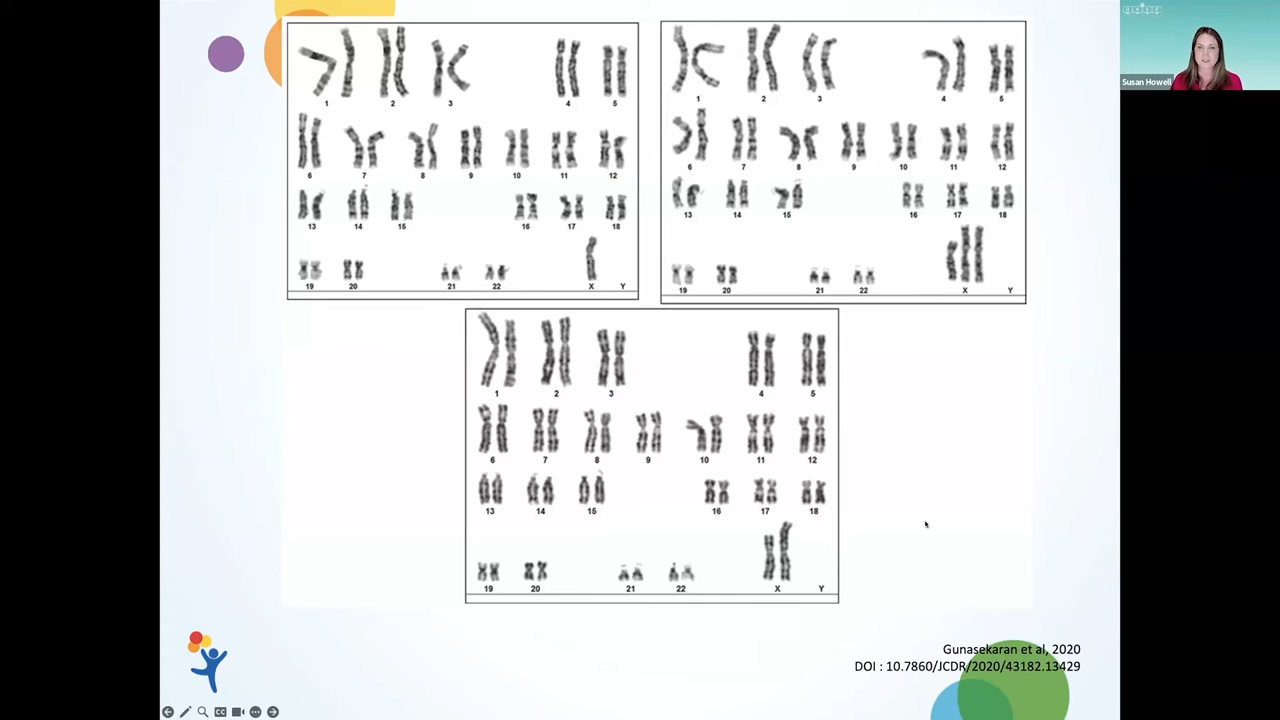 1 2 3 4 5
6 7 8 9 10 11 12
13 14 15 16 17 18
19 20 21 22 X Y
1 2 3 4 5
6 7 8 9 10 11 12
13 14 15 16 17 18
19 20 21 22 X Y
1 2 3 4 5
6 7 8 9 10 11 12
13 14 15 16 17 18
19 20 21 22 X Y
Gunasekaran et al, 2020
DOI : 10.7860/JCDR/2020/43182.13429
CC
Susan Howell